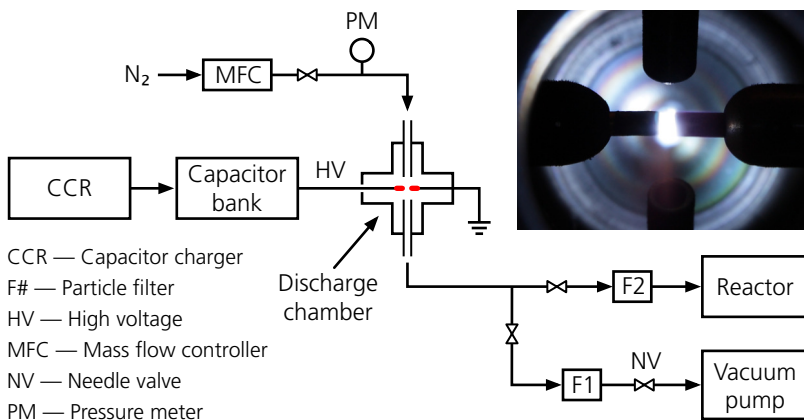 PM
N₂
MFC
CCR
Capacitor
bank
HV
Discharge
chamber
CCR — Capacitor charger
F# — Particle filter
HV — High voltage
MFC — Mass flow controller
NV — Needle valve
PM — Pressure meter
F2
Reactor
F1
NV
Vacuum
pump